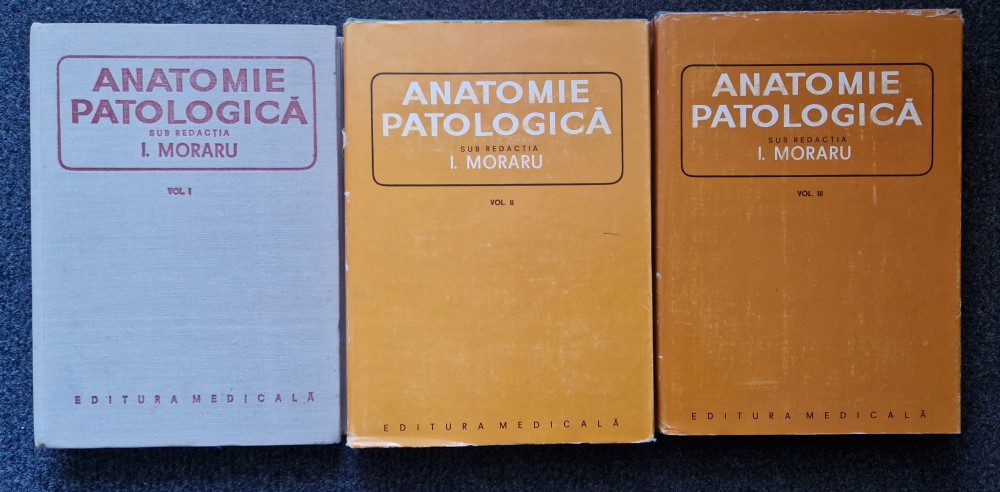 ANATOMIE
PATOLOGICĂ
SUB REDACȚIA
I. MORARU
VOL. I
EDITURA MEDICALĂ
ANATOMIE
PATOLOGICĂ
SUB REDACȚIA
I. MORARU
VOL. II
EDITURA MEDICALĂ
ANATOMIE
PATOLOGICĂ
SUB REDACȚIA
I. MORARU
VOL. III
EDITURA MEDICALĂ